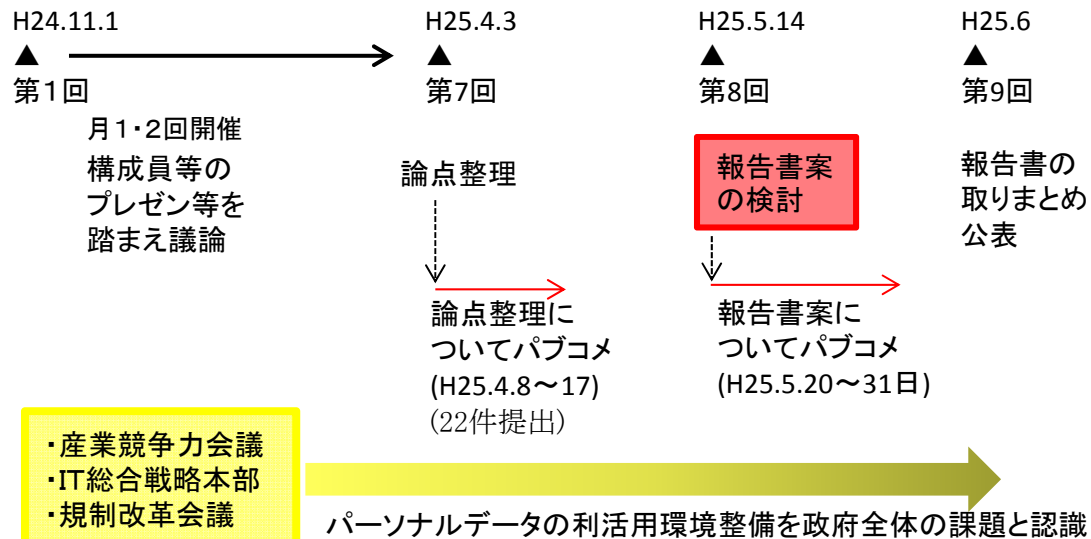 H24.11.1
▲
第1回
月1・2回開催
構成員等の
プレゼン等を
踏まえ議論
H25.4.3
▲
第7回
論点整理
論点整理に
ついてパブコメ
(H25.4.8～17)
(22件提出)
H25.5.14
▲
第8回
報告書案
の検討
報告書案に
ついてパブコメ
(H25.5.20～31日)
H25.6
▲
第9回
報告書の
取りまとめ
公表
・産業競争力会議
・IT総合戦略本部
・規制改革会議
パーソナルデータの利活用環境整備を政府全体の課題と認識